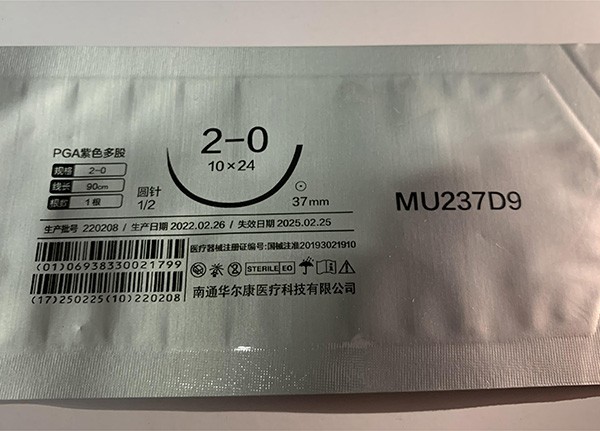 2-0
10×24
PGA紫色多股
规格 2-0
线长 90cm
根数 1根
圆针
1/2
37mm
MU237D9
生产批号 220208 / 生产日期 2022.02.26 / 失效日期 2025.02.25
医疗器械注册证编号:国械注准20193021910
(01)06938330021799
STERILE EO
(17)250225(10)220208
南通华尔康医疗科技有限公司